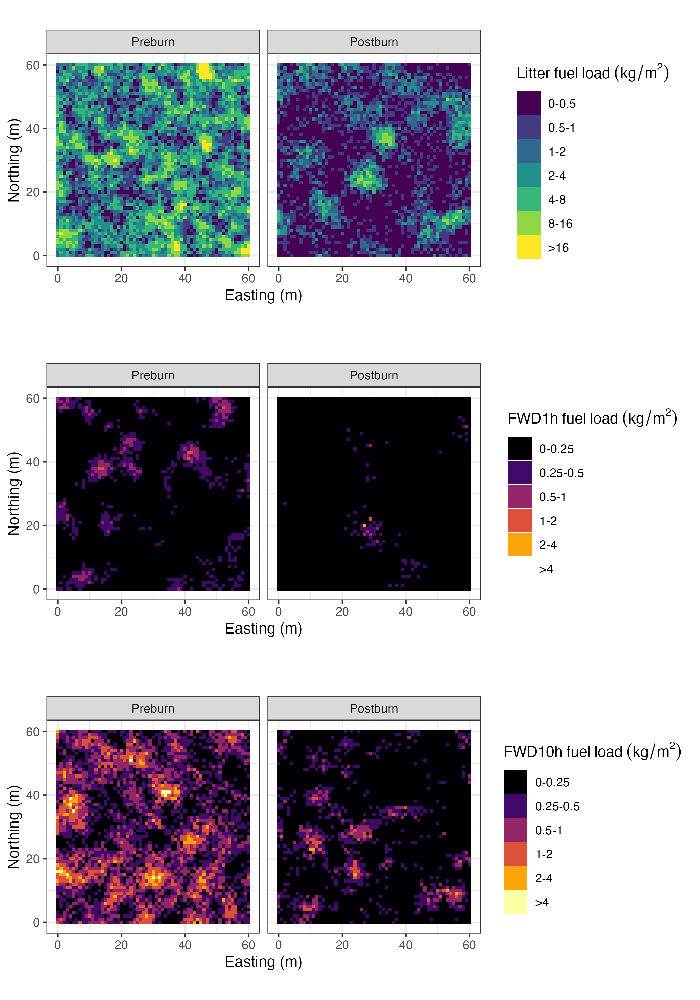 Preburn Postburn
Litter fuel load (kg/m²)
60
40
20
0
Northing (m)
0 20 40 60 0 20 40 60
Easting (m)
0-0.5
0.5-1
1-2
2-4
4-8
8-16
>16
Preburn Postburn
FWD1h fuel load (kg/m²)
60
40
20
0
Northing (m)
0 20 40 60 0 20 40 60
Easting (m)
0-0.25
0.25-0.5
0.5-1
1-2
2-4
>4
Preburn Postburn
FWD10h fuel load (kg/m²)
60
40
20
0
Northing (m)
0 20 40 60 0 20 40 60
Easting (m)
0-0.25
0.25-0.5
0.5-1
1-2
2-4
>4